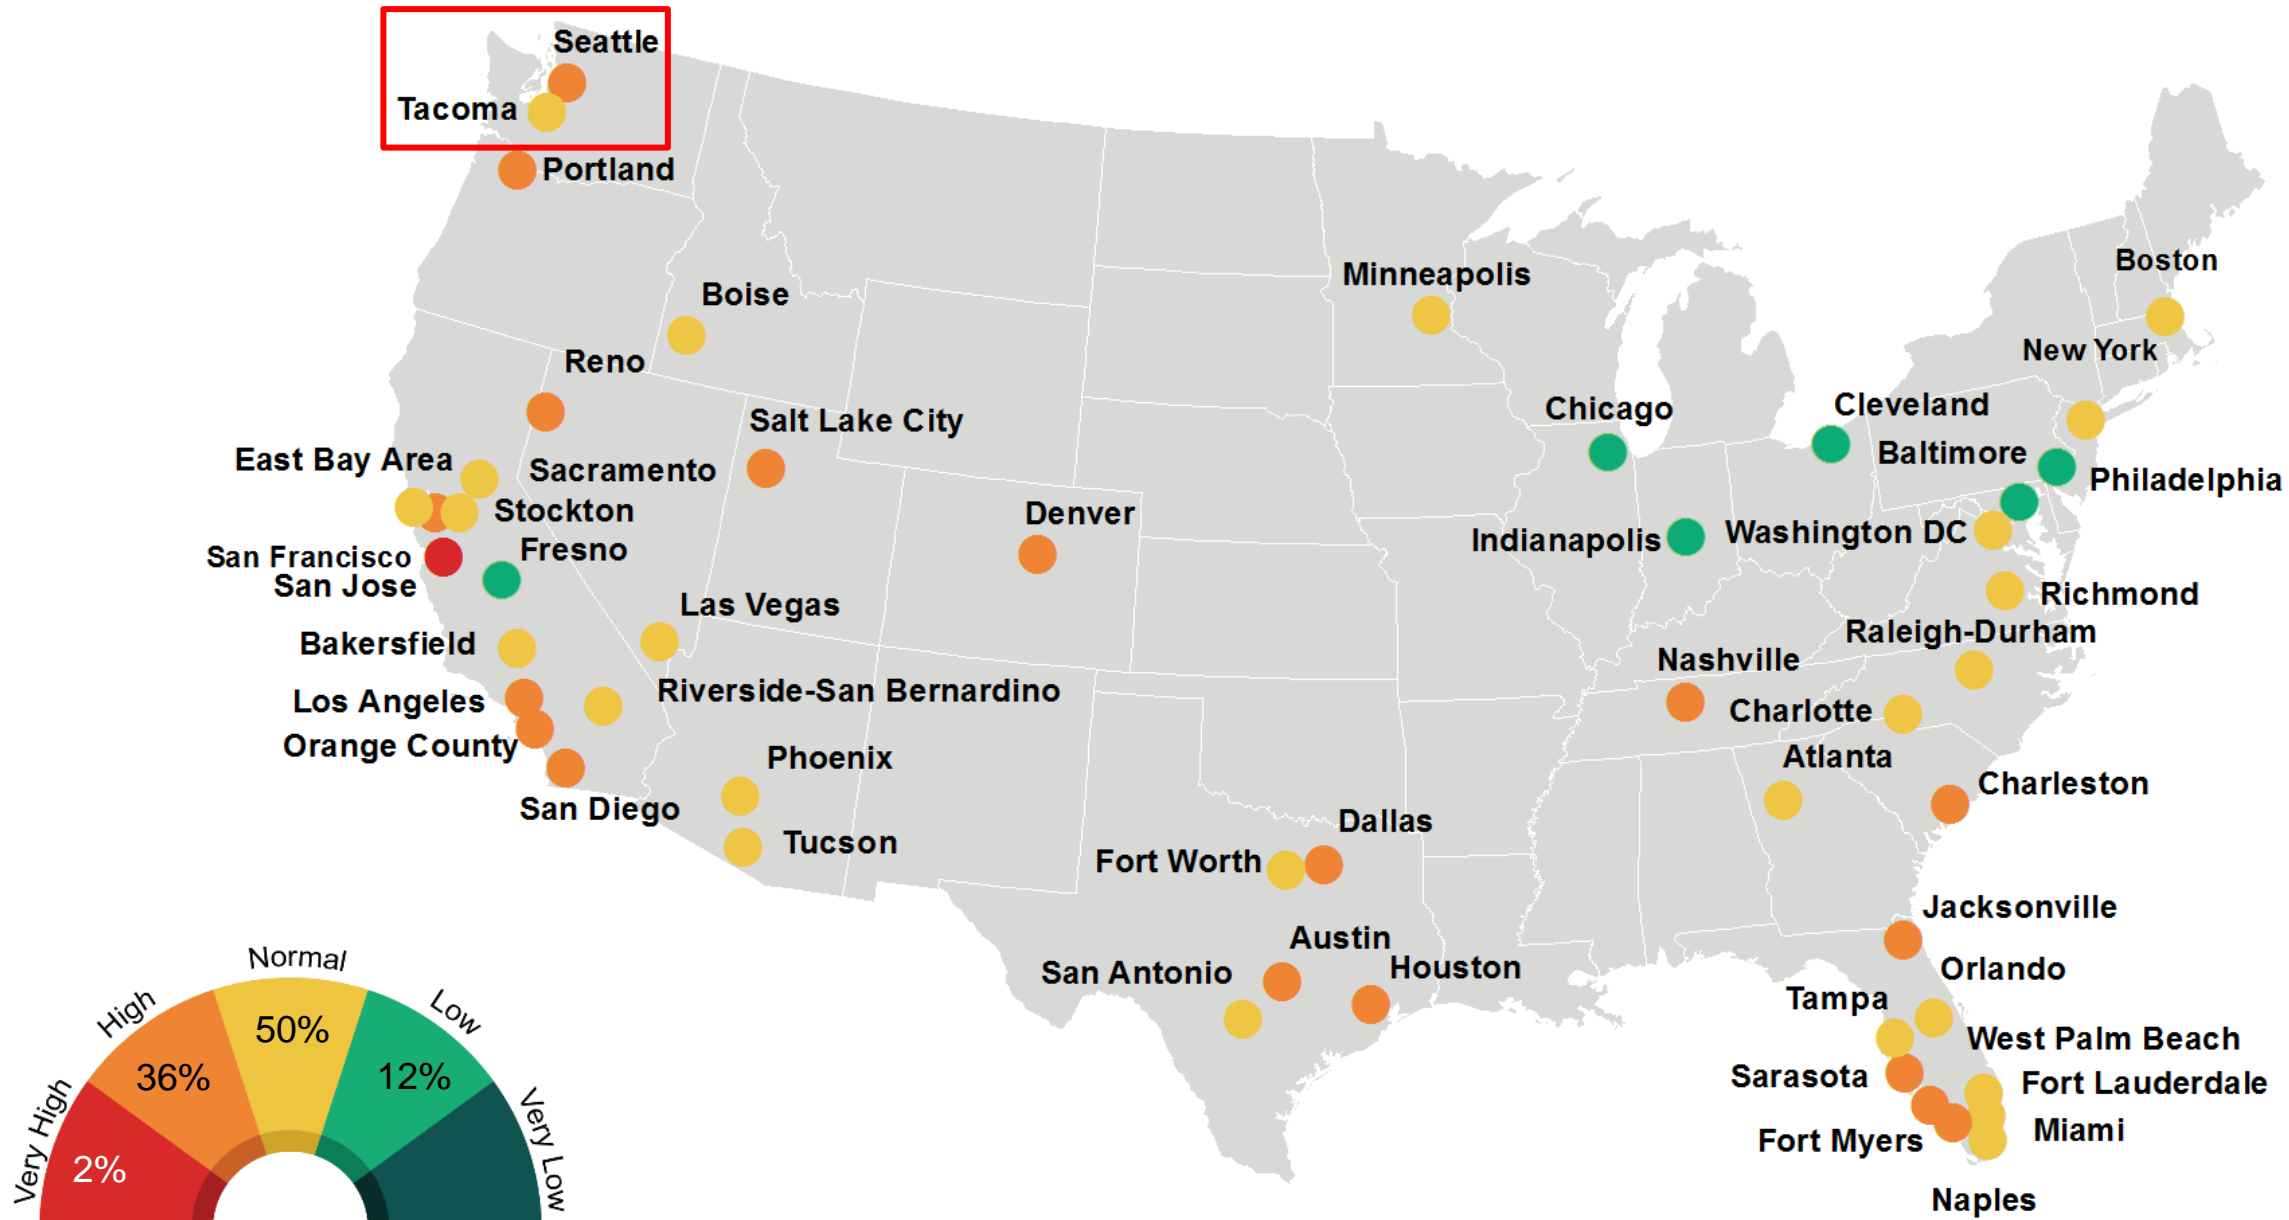 Seattle
Tacoma
Portland
Boise
Reno
Salt Lake City
East Bay Area
Sacramento
Stockton
San Francisco
Fresno
San Jose
Bakersfield
Las Vegas
Los Angeles
Riverside-San Bernardino
Orange County
San Diego
Phoenix
Tucson
Denver
Minneapolis
Chicago
Indianapolis
Cleveland
Boston
New York
Baltimore
Philadelphia
Washington DC
Richmond
Raleigh-Durham
Nashville
Charlotte
Atlanta
Charleston
Dallas
Fort Worth
Austin
San Antonio
Houston
Jacksonville
Orlando
Tampa
West Palm Beach
Sarasota
Fort Lauderdale
Miami
Fort Myers
Naples
Very High
High
Normal
Low
Very Low
2%
36%
50%
12%